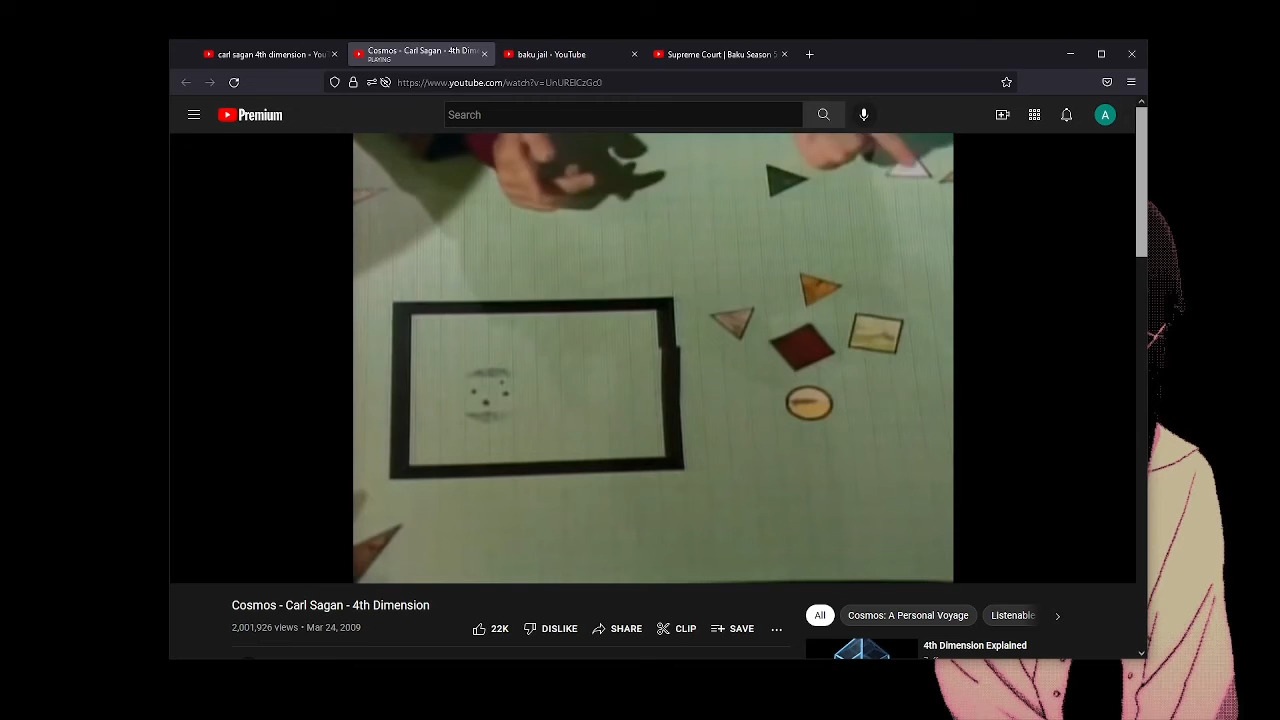 carl sagan 4th dimension - You
Cosmos - Carl Sagan - 4th Dime
PLAYING
baku jail - YouTube
Supreme Court | Baku Season 5
https://www.youtube.com/watch?v=UnURElCzGc0
Premium
Search
A
Cosmos - Carl Sagan - 4th Dimension
2,001,926 views • Mar 24, 2009
22K
DISLIKE
SHARE
CLIP
SAVE
All
Cosmos: A Personal Voyage
Listenable
4th Dimension Explained